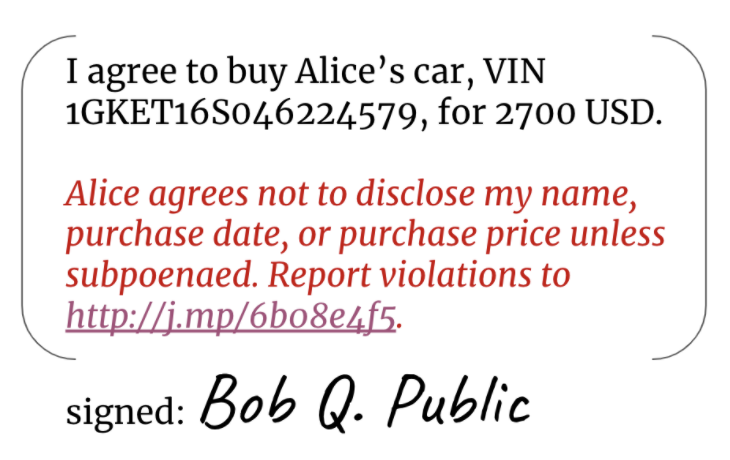 I agree to buy Alice’s car, VIN
1GKET16S046224579, for 2700 USD.
Alice agrees not to disclose my name,
purchase date, or purchase price unless
subpoenaed. Report violations to
http://j.mp/6b08e4f5.
signed: Bob Q. Public